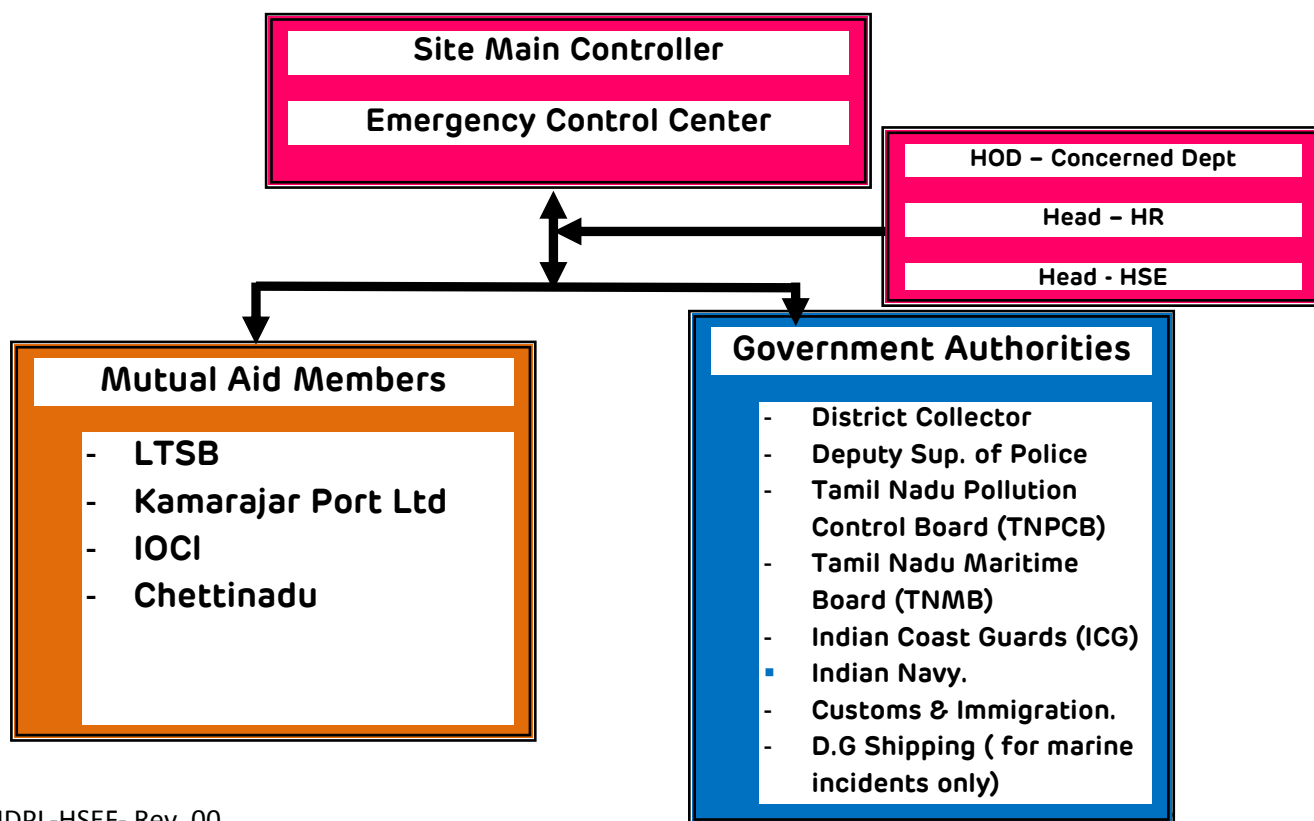 Site Main Controller
Emergency Control Center
HOD – Concerned Dept
Head – HR
Head - HSE
Mutual Aid Members
- LTSB
- Kamarajar Port Ltd
- IOCl
- Chettinadu
Government Authorities
- District Collector
- Deputy Sup. of Police
- Tamil Nadu Pollution
Control Board (TNPCB)
- Tamil Nadu Maritime
Board (TNMB)
- Indian Coast Guards (ICG)
▪ Indian Navy.
- Customs & Immigration.
- D.G Shipping ( for marine
incidents only)
Rev. 00